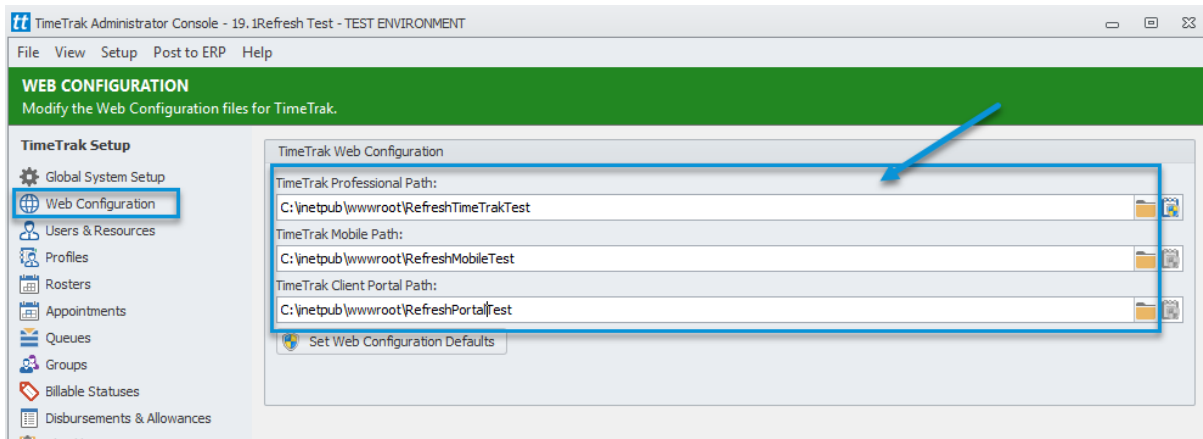 tt TimeTrak Administrator Console - 19.1Refresh Test - TEST ENVIRONMENT
File View Setup Post to ERP Help
WEB CONFIGURATION
Modify the Web Configuration files for TimeTrak.
TimeTrak Setup
Global System Setup
Web Configuration
Users & Resources
Profiles
Rosters
Appointments
Queues
Groups
Billable Statuses
Disbursements & Allowances
TimeTrak Web Configuration
TimeTrak Professional Path:
C:\inetpub\wwwroot\RefreshTimeTrakTest
TimeTrak Mobile Path:
C:\inetpub\wwwroot\RefreshMobileTest
TimeTrak Client Portal Path:
C:\inetpub\wwwroot\RefreshPortalTest
Set Web Configuration Defaults